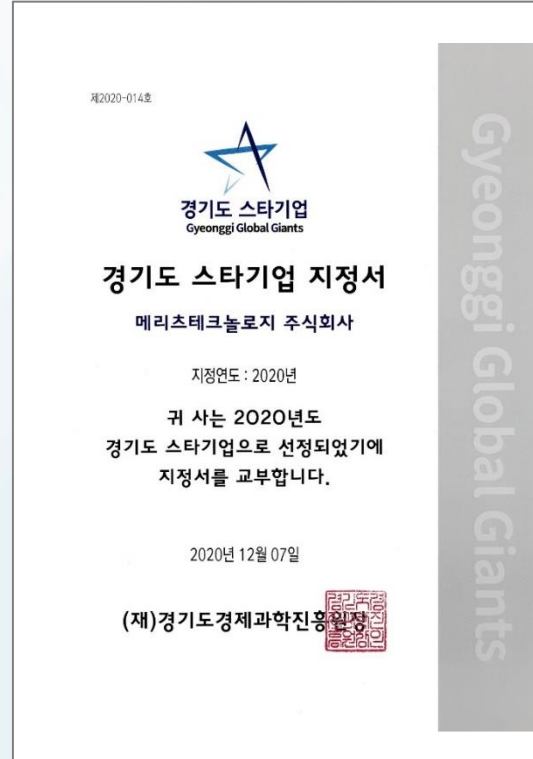 제2020-014호
경기도 스타기업
Gyeonggi Global Giants
경기도 스타기업 지정서
메리츠테크놀로지 주식회사
지정연도 : 2020년
귀 사는 2020년도
경기도 스타기업으로 선정되었기에
지정서를 교부합니다.
2020년 12월 07일
(재)경기도경제과학진흥원장
Gyeonggi Global Giants